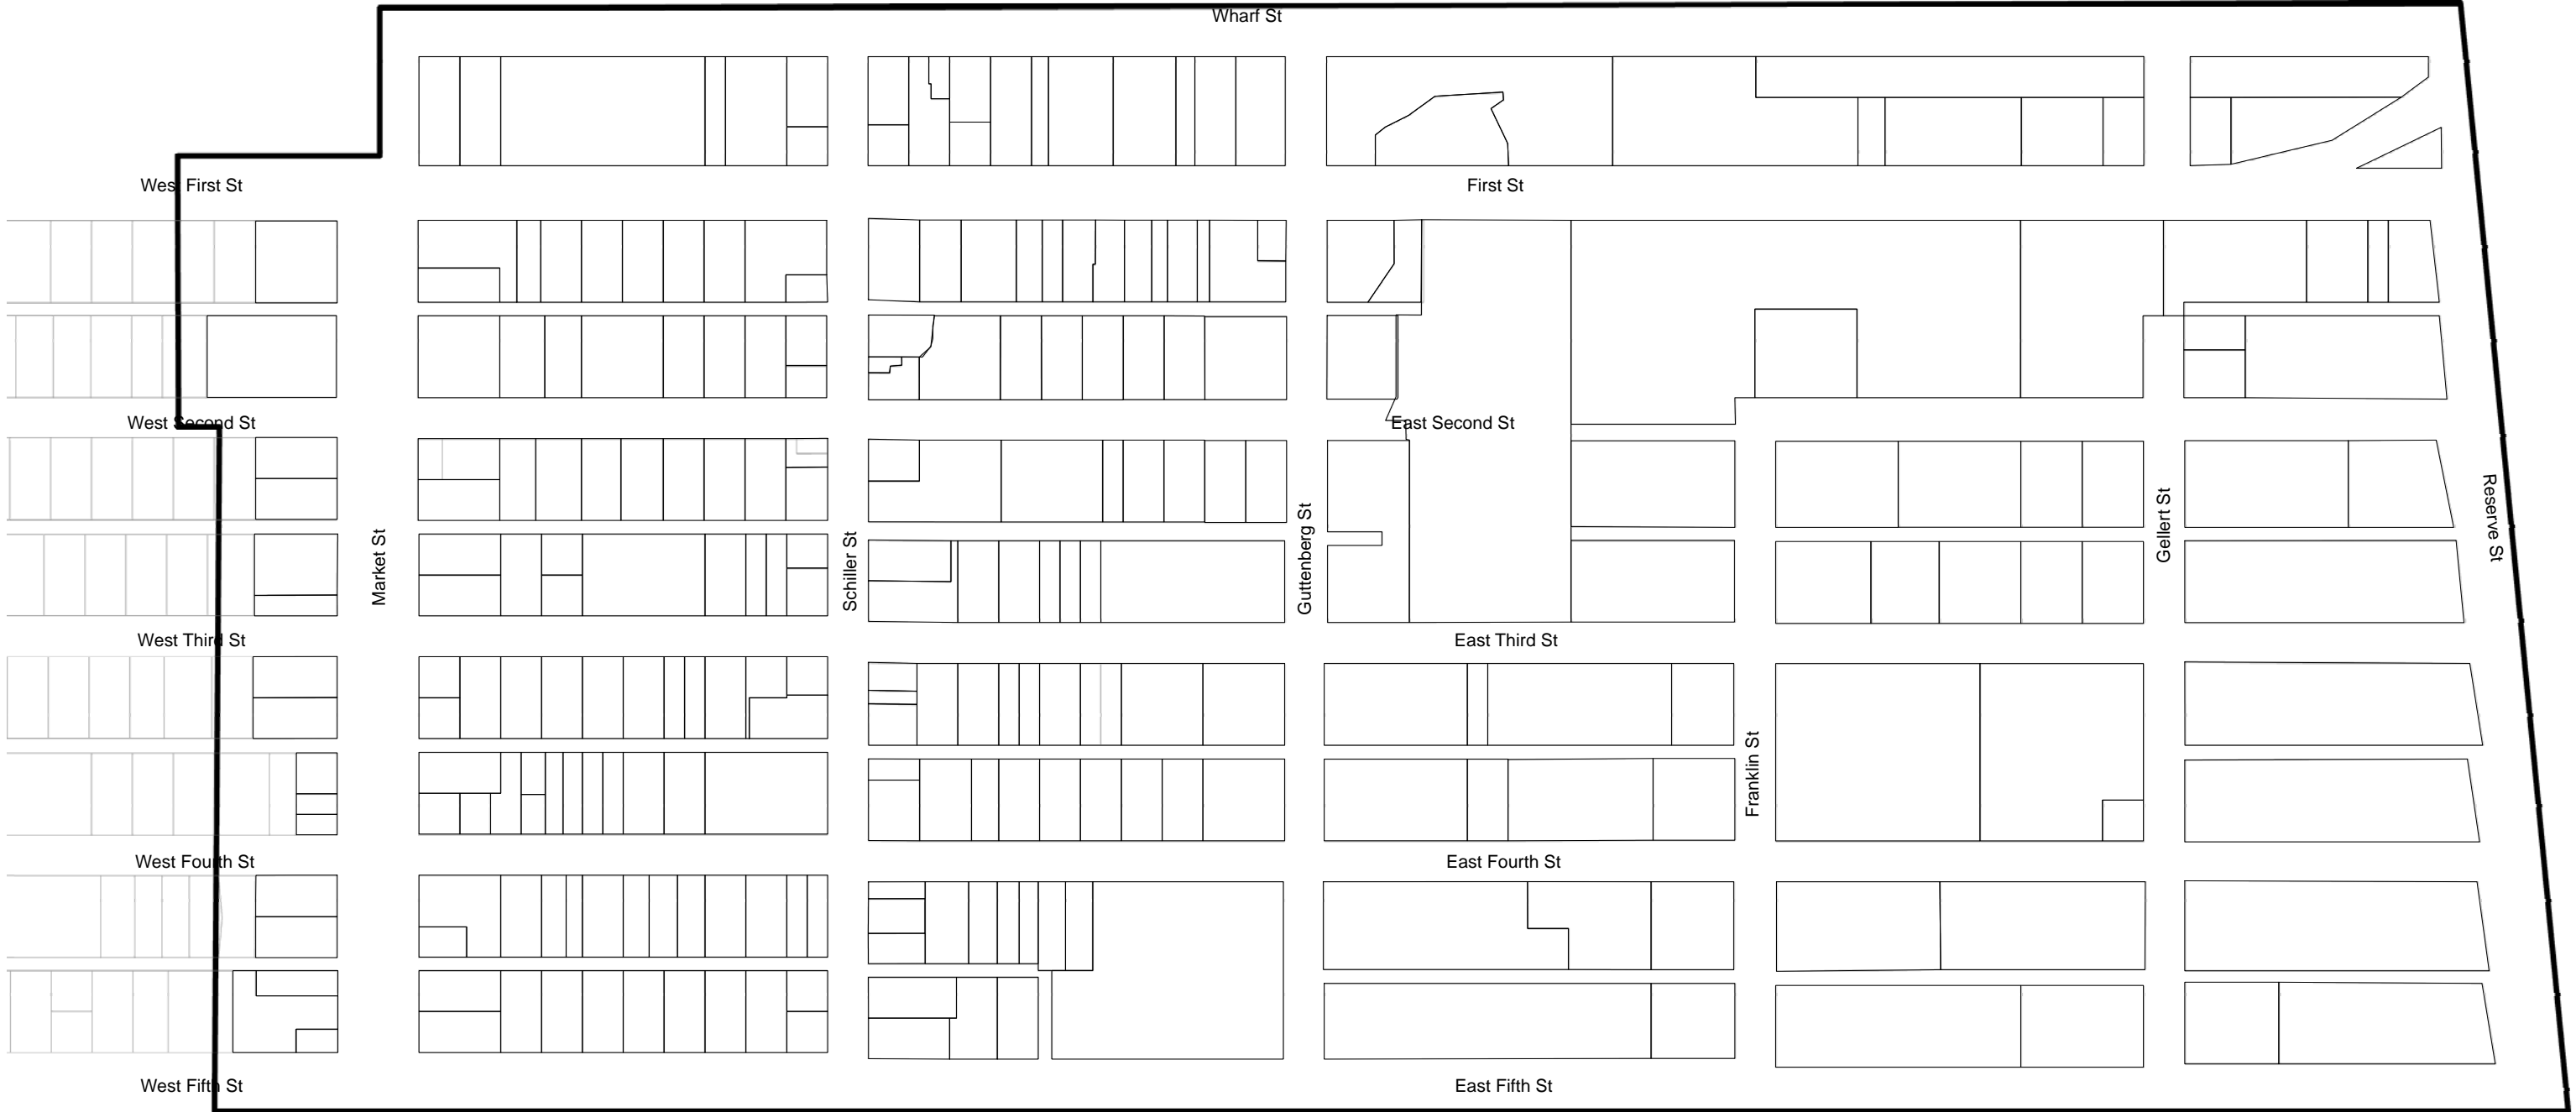 Wharf St
West First St
First St
West Second St
East Second St
Market St
Schiller St
Guttenberg St
Gellert St
Reserve St
West Third St
East Third St
Franklin St
West Fourth St
East Fourth St
West Fifth St
East Fifth St